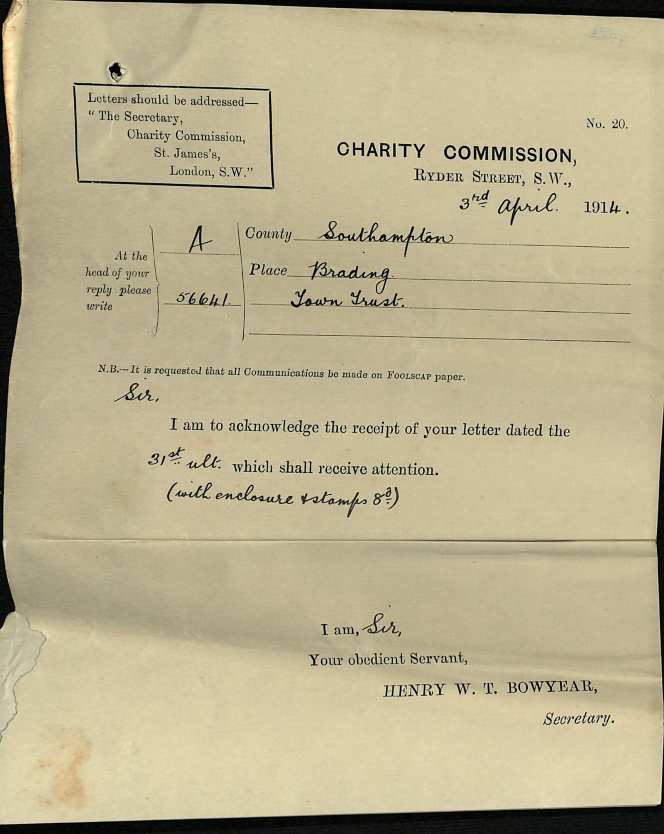 Letters should be addressed—
" The Secretary,
Charity Commission,
St. James's,
London, S.W."
No. 20.
CHARITY COMMISSION,
RYDER STREET, S.W.,
3rd April. 1914.
At the
head of your
reply please
write
A
56641.
County Southampton
Place Brading.
Town Trust.
N.B.—It is requested that all Communications be made on FOOLSCAP paper.
Sir,
I am to acknowledge the receipt of your letter dated the
31st ult. which shall receive attention.
(with enclosure & stamps 8d)
I am, Sir,
Your obedient Servant,
HENRY W. T. BOWYEAR,
Secretary.